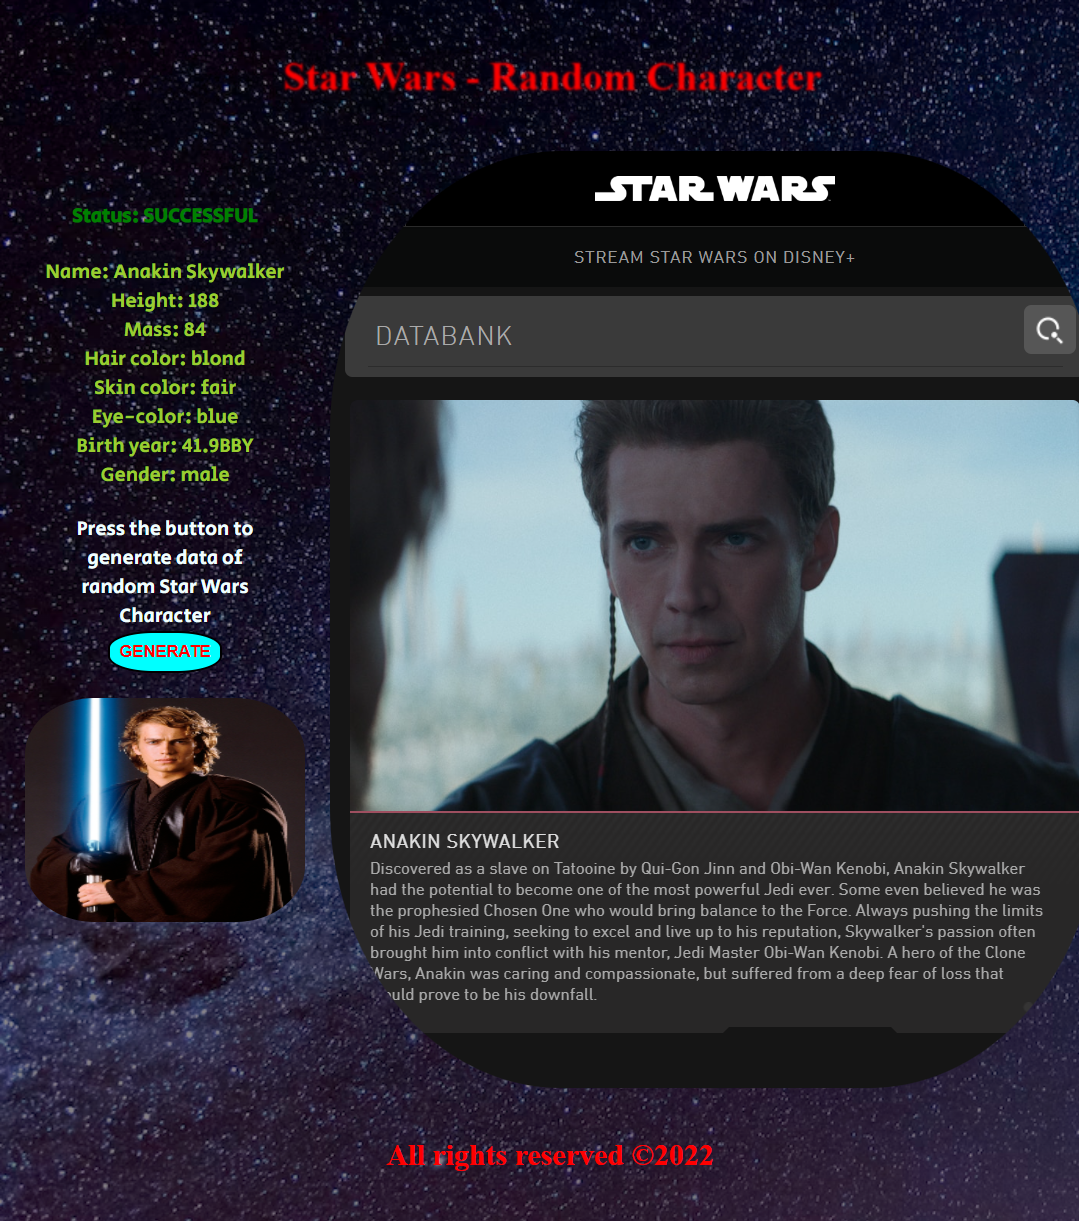 Star Wars - Random Character
Status: SUCCESSFUL
Name: Anakin Skywalker
Height: 188
Mass: 84
Hair color: blond
Skin color: fair
Eye-color: blue
Birth year: 41.9BBY
Gender: male
Press the button to
generate data of
random Star Wars
Character
GENERATE
STAR WARS
STREAM STAR WARS ON DISNEY+
DATABANK
ANAKIN SKYWALKER
Discovered as a slave on Tatooine by Qui-Gon Jinn and Obi-Wan Kenobi, Anakin Skywalker
had the potential to become one of the most powerful Jedi ever. Some even believed he was
the prophesied Chosen One who would bring balance to the Force. Always pushing the limits
of his Jedi training, seeking to excel and live up to his reputation, Skywalker's passion often
brought him into conflict with his mentor, Jedi Master Obi-Wan Kenobi. A hero of the Clone
Wars, Anakin was caring and compassionate, but suffered from a deep fear of loss that
would prove to be his downfall.
All rights reserved ©2022